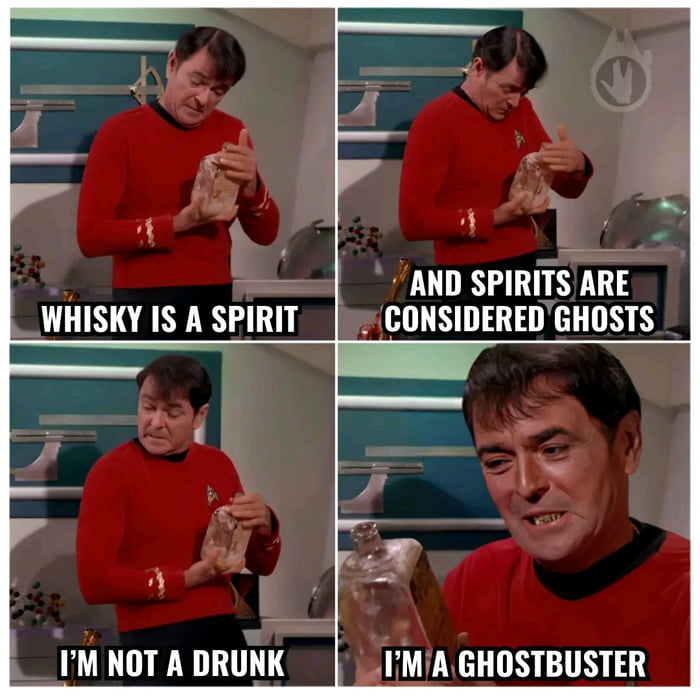 WHISKY IS A SPIRIT
AND SPIRITS ARE
CONSIDERED GHOSTS
I'M NOT A DRUNK
I'M A GHOSTBUSTER